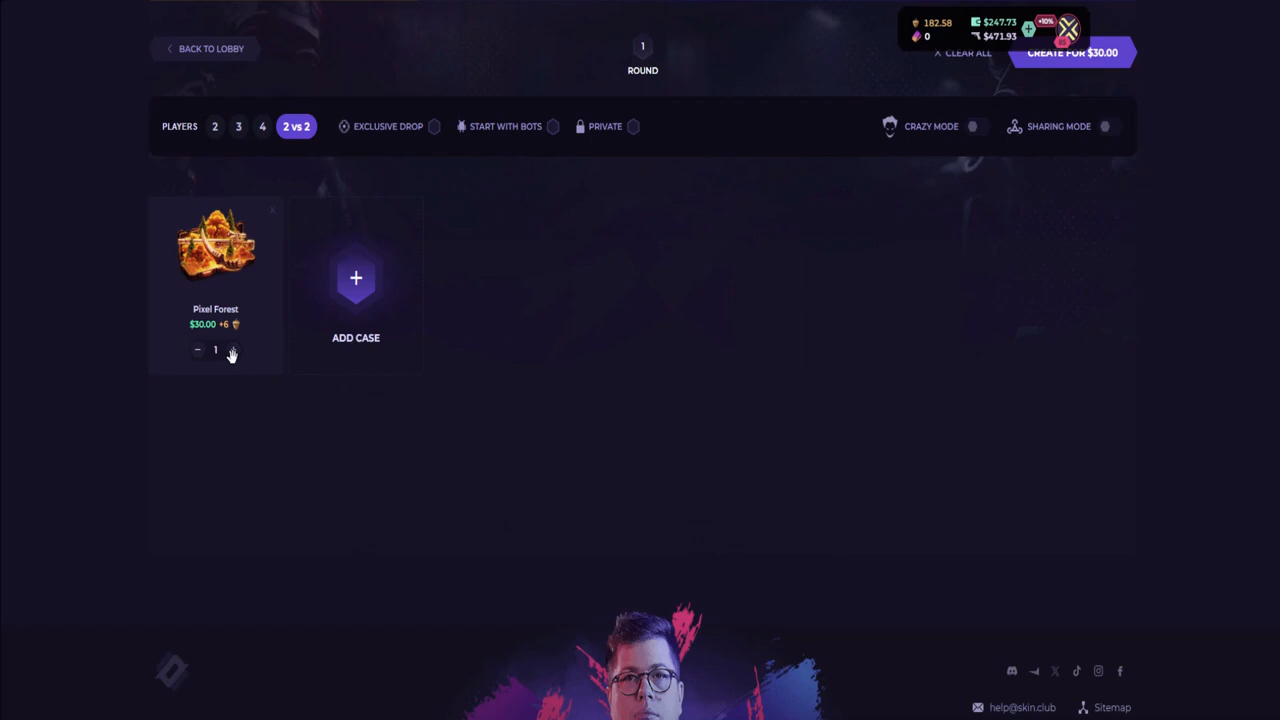 182.58
$247.73
+10%
0
$471.93
BACK TO LOBBY
1
ROUND
X CLEAR ALL
CREATE FOR $30.00
PLAYERS 2 3 4 2 vs 2 EXCLUSIVE DROP START WITH BOTS PRIVATE CRAZY MODE SHARING MODE
X
Pixel Forest
$30.00 +6
− 1
+
ADD CASE
help@skin.club Sitemap